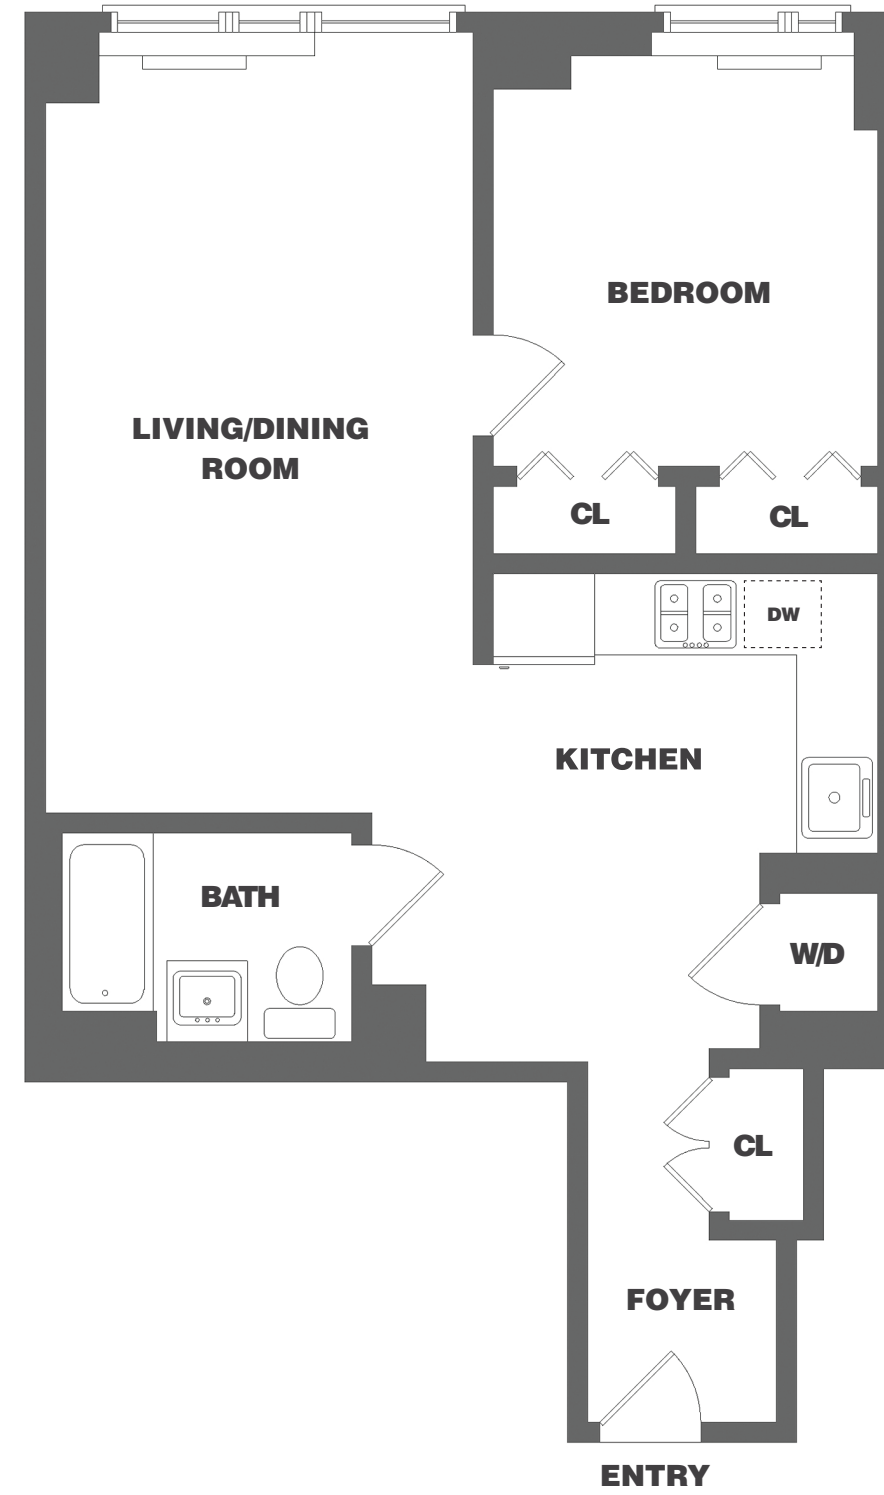 BEDROOM
LIVING/DINING
ROOM
CL
CL
DW
KITCHEN
BATH
W/D
CL
FOYER
ENTRY